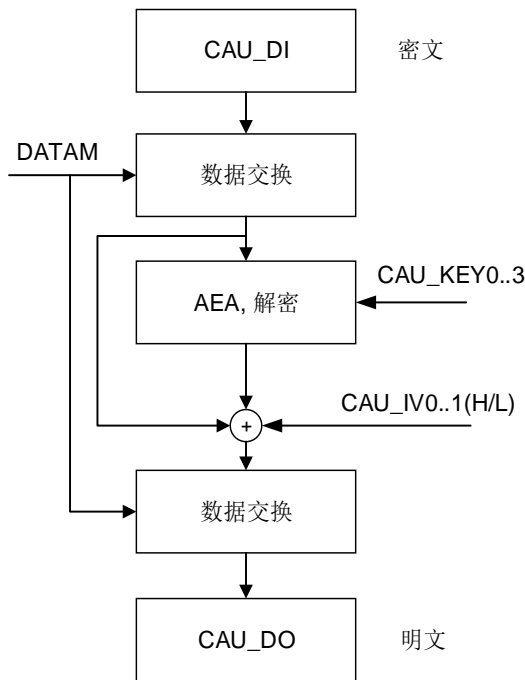 CAU_DI 密文
DATAM
数据交换
CAU_KEY0..3
AEA, 解密
CAU_IV0..1(H/L)
+
数据交换
CAU_DO 明文